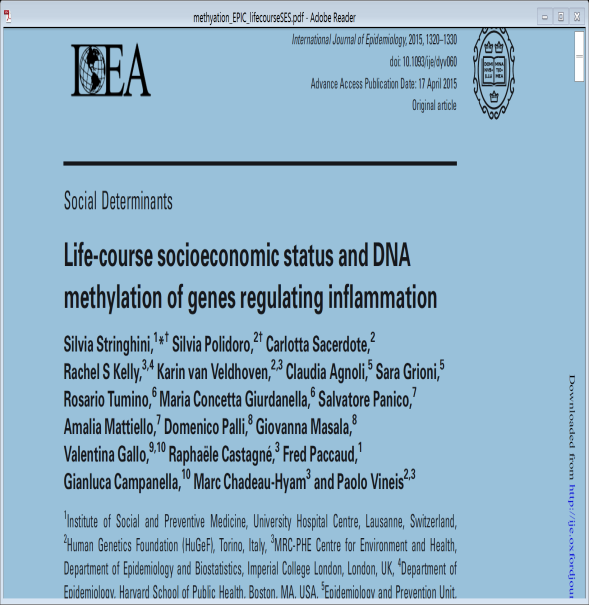 methyation_EPIC_lifecourseSES.pdf - Adobe Reader
IEA
International Journal of Epidemiology, 2015, 1320–1330
doi: 10.1093/ije/dyv060
Advance Access Publication Date: 17 April 2015
Original article
DOMI MINA
NVS TIO
ILLV MEA
Social Determinants
Life-course socioeconomic status and DNA
methylation of genes regulating inflammation
Silvia Stringhini,1*† Silvia Polidoro,2† Carlotta Sacerdote,2
Rachel S Kelly,3,4 Karin van Veldhoven,2,3 Claudia Agnoli,5 Sara Grioni,5
Rosario Tumino,6 Maria Concetta Giurdanella,6 Salvatore Panico,7
Amalia Mattiello,7 Domenico Palli,8 Giovanna Masala,8
Valentina Gallo,9,10 Raphaële Castagné,3 Fred Paccaud,1
Gianluca Campanella,10 Marc Chadeau-Hyam3 and Paolo Vineis2,3
1Institute of Social and Preventive Medicine, University Hospital Centre, Lausanne, Switzerland,
2Human Genetics Foundation (HuGeF), Torino, Italy, 3MRC-PHE Centre for Environment and Health,
Department of Epidemiology and Biostatistics, Imperial College London, London, UK, 4Department of
Epidemiology, Harvard School of Public Health, Boston, MA, USA, 5Epidemiology and Prevention Unit,
Downloaded from http://ije.oxfordjour